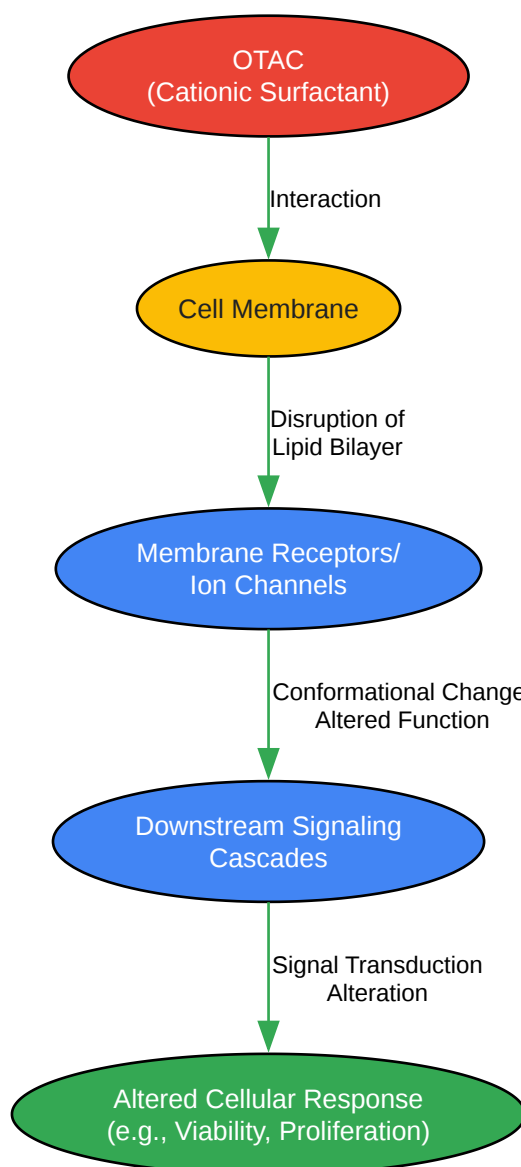 OTAC
(Cationic Surfactant)
Interaction
Cell Membrane
Disruption of
Lipid Bilayer
Membrane Receptors/
Ion Channels
Conformational Change
Altered Function
Downstream Signaling
Cascades
Signal Transduction
Alteration
Altered Cellular Response
(e.g., Viability, Proliferation)